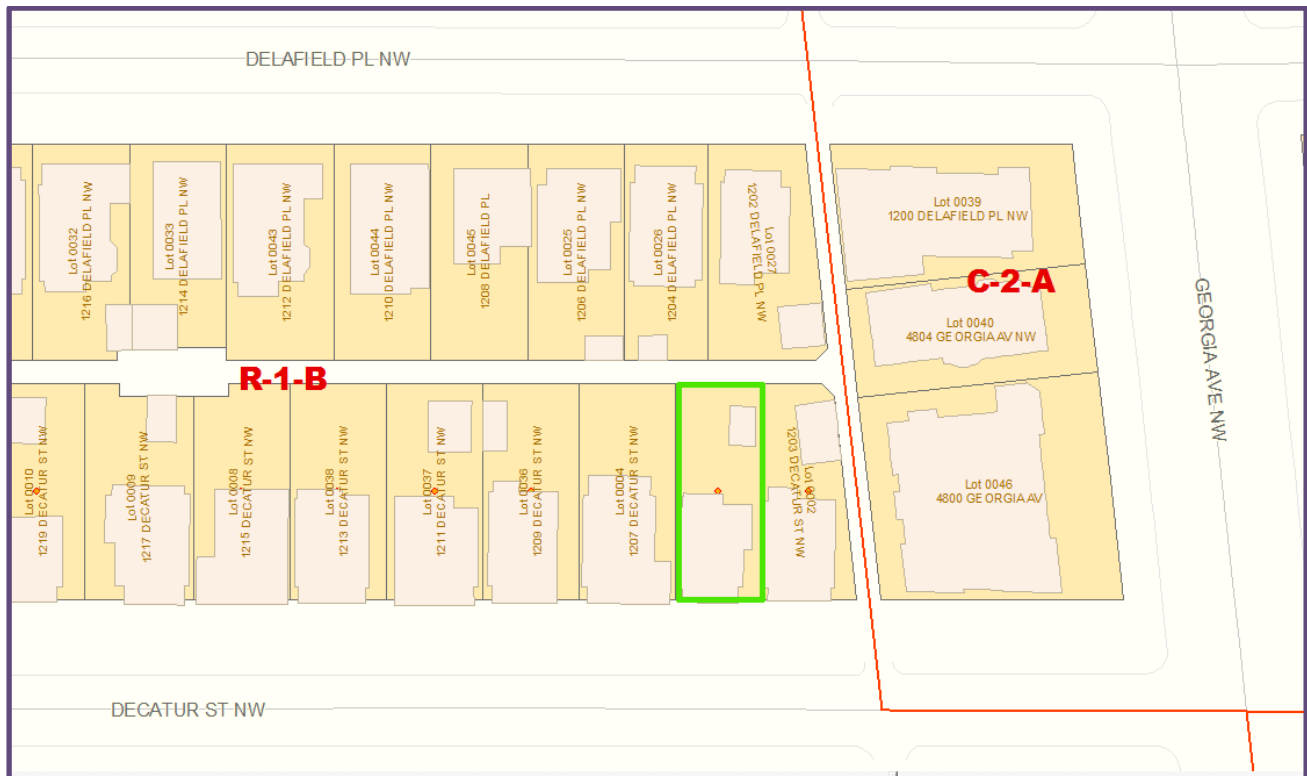 DELAFIELD PL NW
Lot 0032
1216 DELAFIELD PL NW
Lot 0033
1214 DELAFIELD PL NW
Lot 0043
1212 DELAFIELD PL NW
Lot 0044
1210 DELAFIELD PL NW
Lot 0045
1208 DELAFIELD PL
Lot 0025
1206 DELAFIELD PL NW
Lot 0026
1204 DELAFIELD PL NW
Lot 0027
1202 DELAFIELD PL NW
Lot 0039
1200 DELAFIELD PL NW
C-2-A
Lot 0040
4804 GEORGIA AV NW
GEORGIA AVE NW
R-1-B
Lot 0010
1219 DECATUR ST NW
Lot 0009
1217 DECATUR ST NW
Lot 0008
1215 DECATUR ST NW
Lot 0038
1213 DECATUR ST NW
Lot 0037
1211 DECATUR ST NW
Lot 0036
1209 DECATUR ST NW
Lot 0004
1207 DECATUR ST NW
Lot 0002
1203 DECATUR ST NW
Lot 0046
4800 GEORGIA AV
DECATUR ST NW